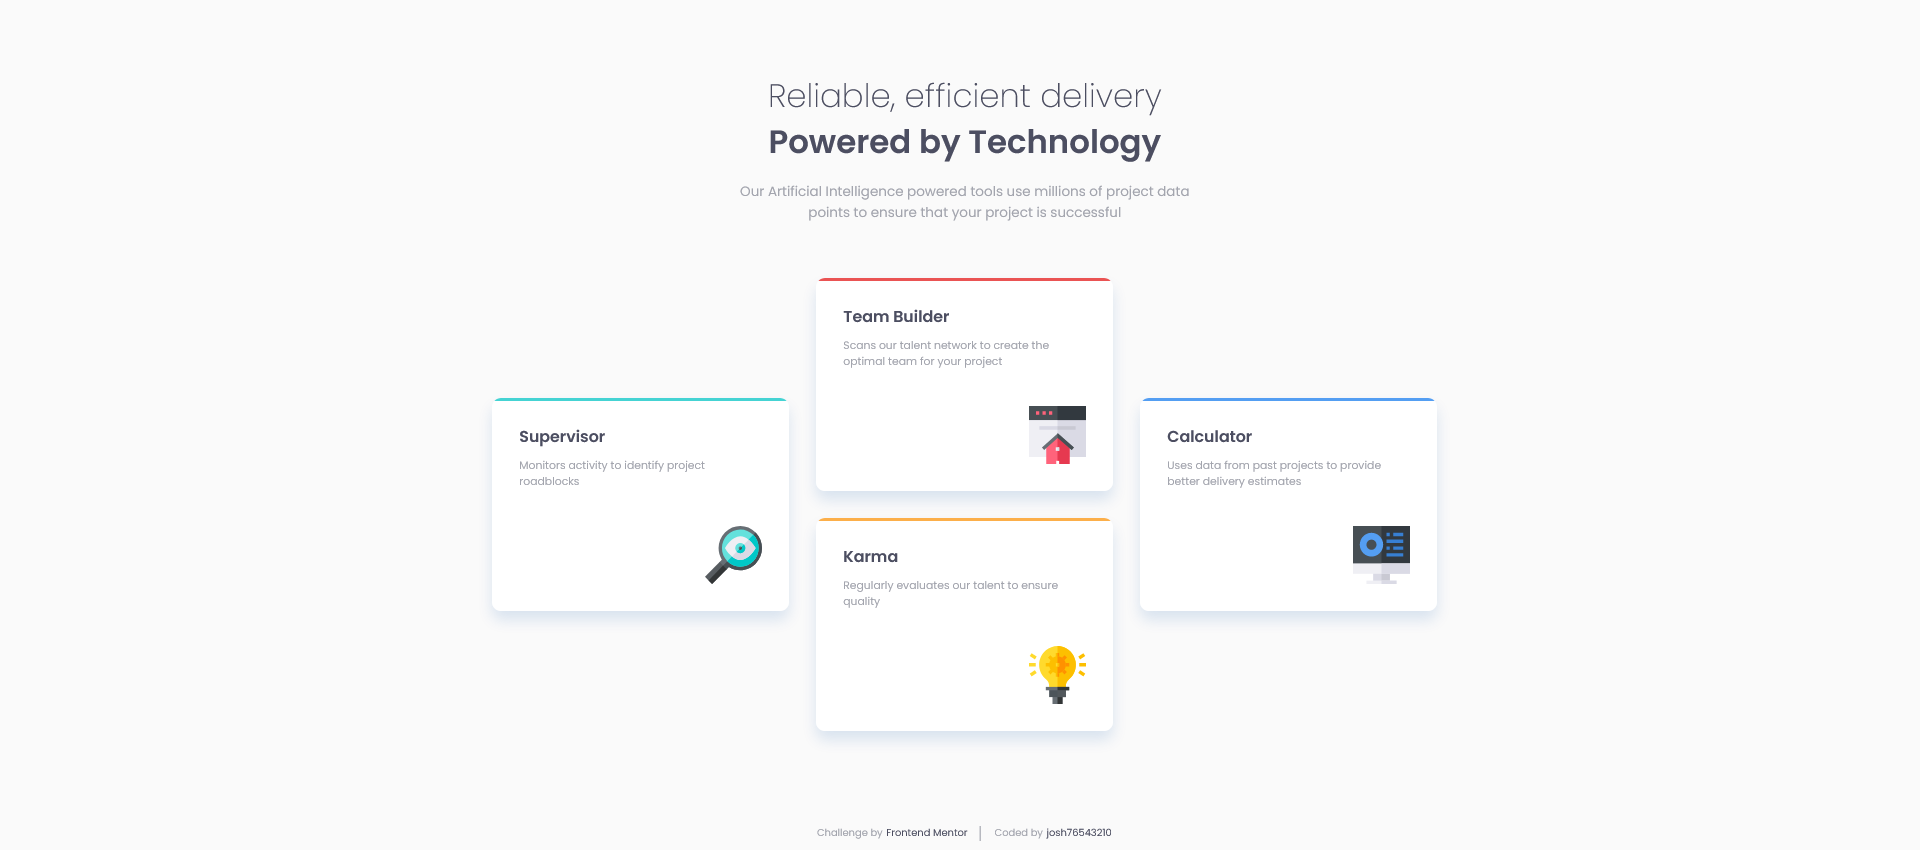 Reliable, efficient delivery
Powered by Technology
Our Artificial Intelligence powered tools use millions of project data
points to ensure that your project is successful
Supervisor
Monitors activity to identify project
roadblocks
Team Builder
Scans our talent network to create the
optimal team for your project
Karma
Regularly evaluates our talent to ensure
quality
Calculator
Uses data from past projects to provide
better delivery estimates
Challenge by Frontend Mentor | Coded by josh76543210